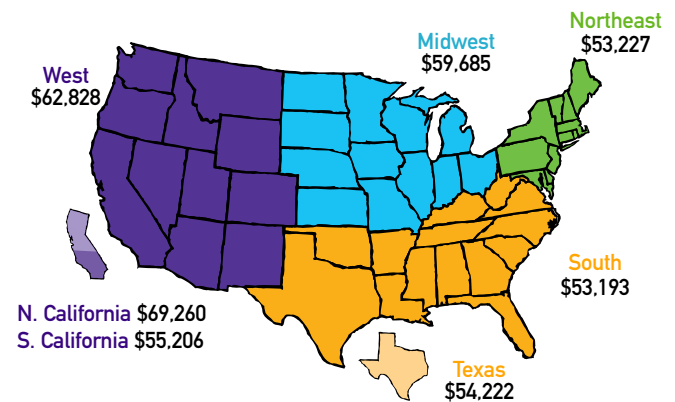 Northeast
$53,227
Midwest
$59,685
West
$62,828
South
$53,193
N. California $69,260
S. California $55,206
Texas
$54,222